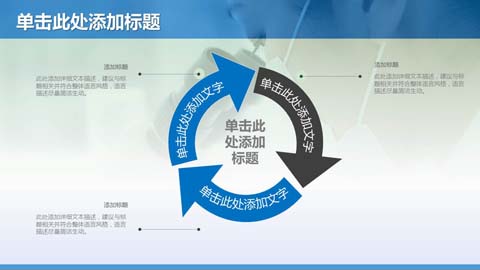 单击此处添加标题
添加标题
此处添加详细文本描述，建议与标
题相关并符合整体语言风格，语言
描述尽量简洁生动。
添加标题
此处添加详细文本描述，建议与标
题相关并符合整体语言风格，语言
描述尽量简洁生动。
单击此处添加文字
单击此处添加文字
单击此
处添加
标题
单击此处添加文字
添加标题
此处添加详细文本描述，建议与标
题相关并符合整体语言风格，语言
描述尽量简洁生动。